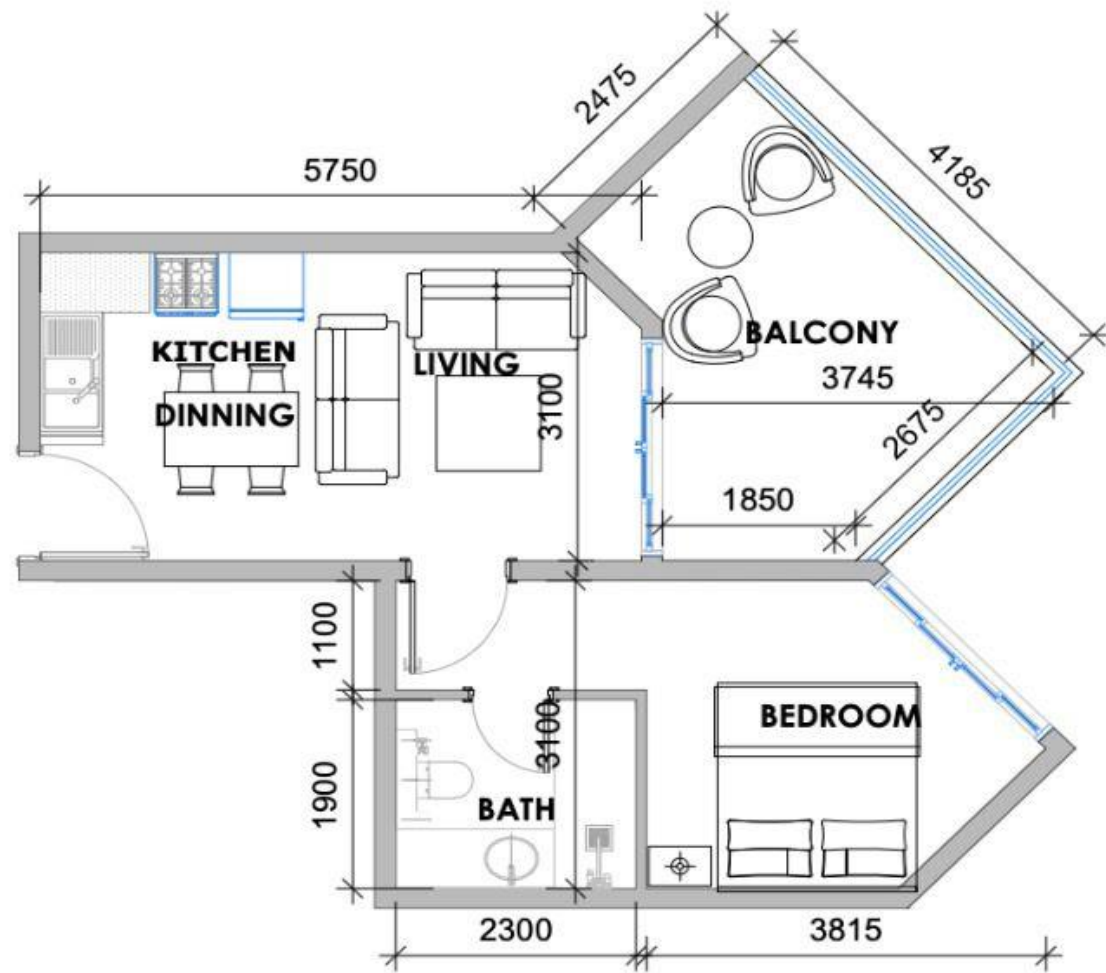 2475
4185
5750
KITCHEN
LIVING
BALCONY
DINNING
3745
3100
2675
1850
1100
BEDROOM
3100
1900
BATH
2300
3815